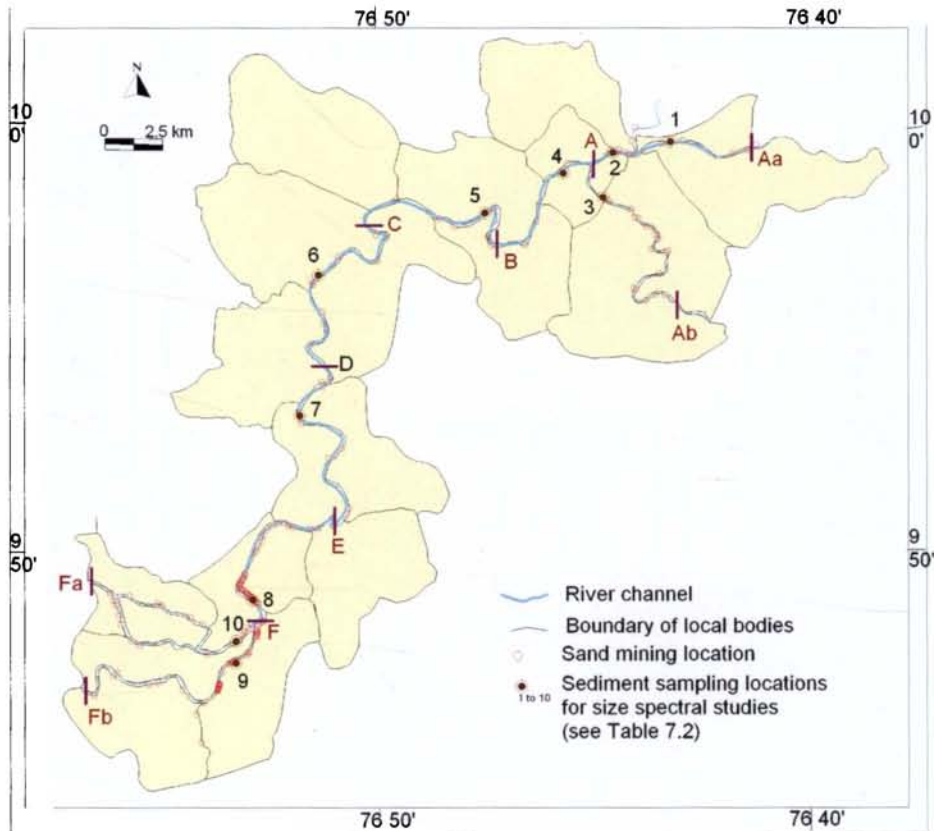 76 50'
76 40'
N
0 2.5 km
10
0'
10
0'
1
A
2
Aa
4
3
5
C
B
6
Ab
D
7
E
9
50'
9
50'
Fa
8
F
10
9
Fb
River channel
Boundary of local bodies
Sand mining location
Sediment sampling locations
1 to 10
for size spectral studies
(see Table 7.2)
76 50'
76 40'